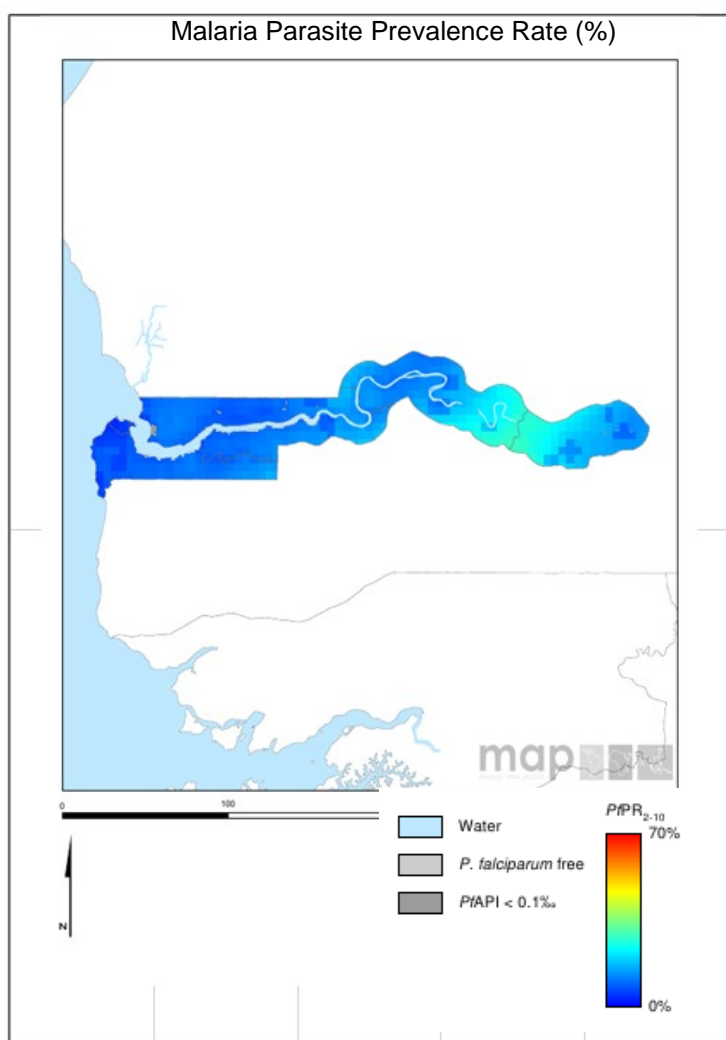 Malaria Parasite Prevalence Rate (%)
map
0 100
Water
P. falciparum free
PfAPI < 0.1‰
PfPR2-10
70%
0%
N